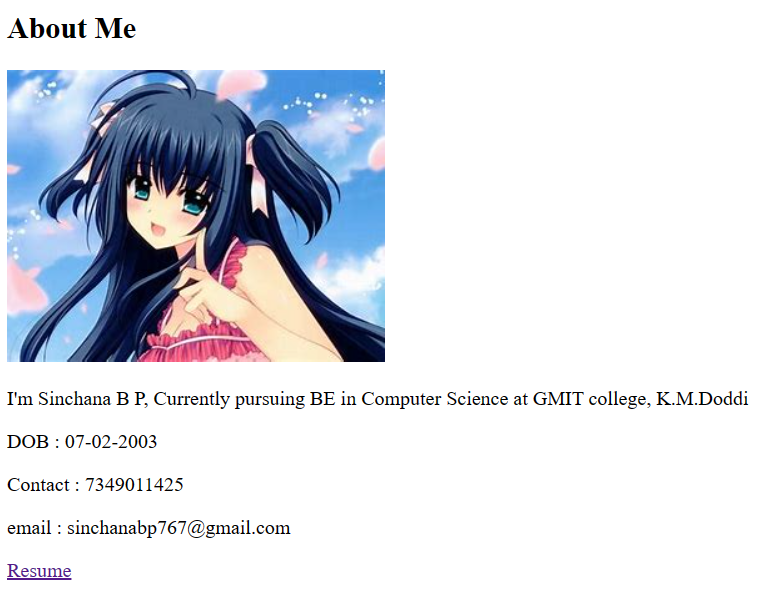 About Me
I'm Sinchana B P, Currently pursuing BE in Computer Science at GMIT college, K.M.Doddi
DOB : 07-02-2003
Contact : 7349011425
email : sinchanabp767@gmail.com
Resume